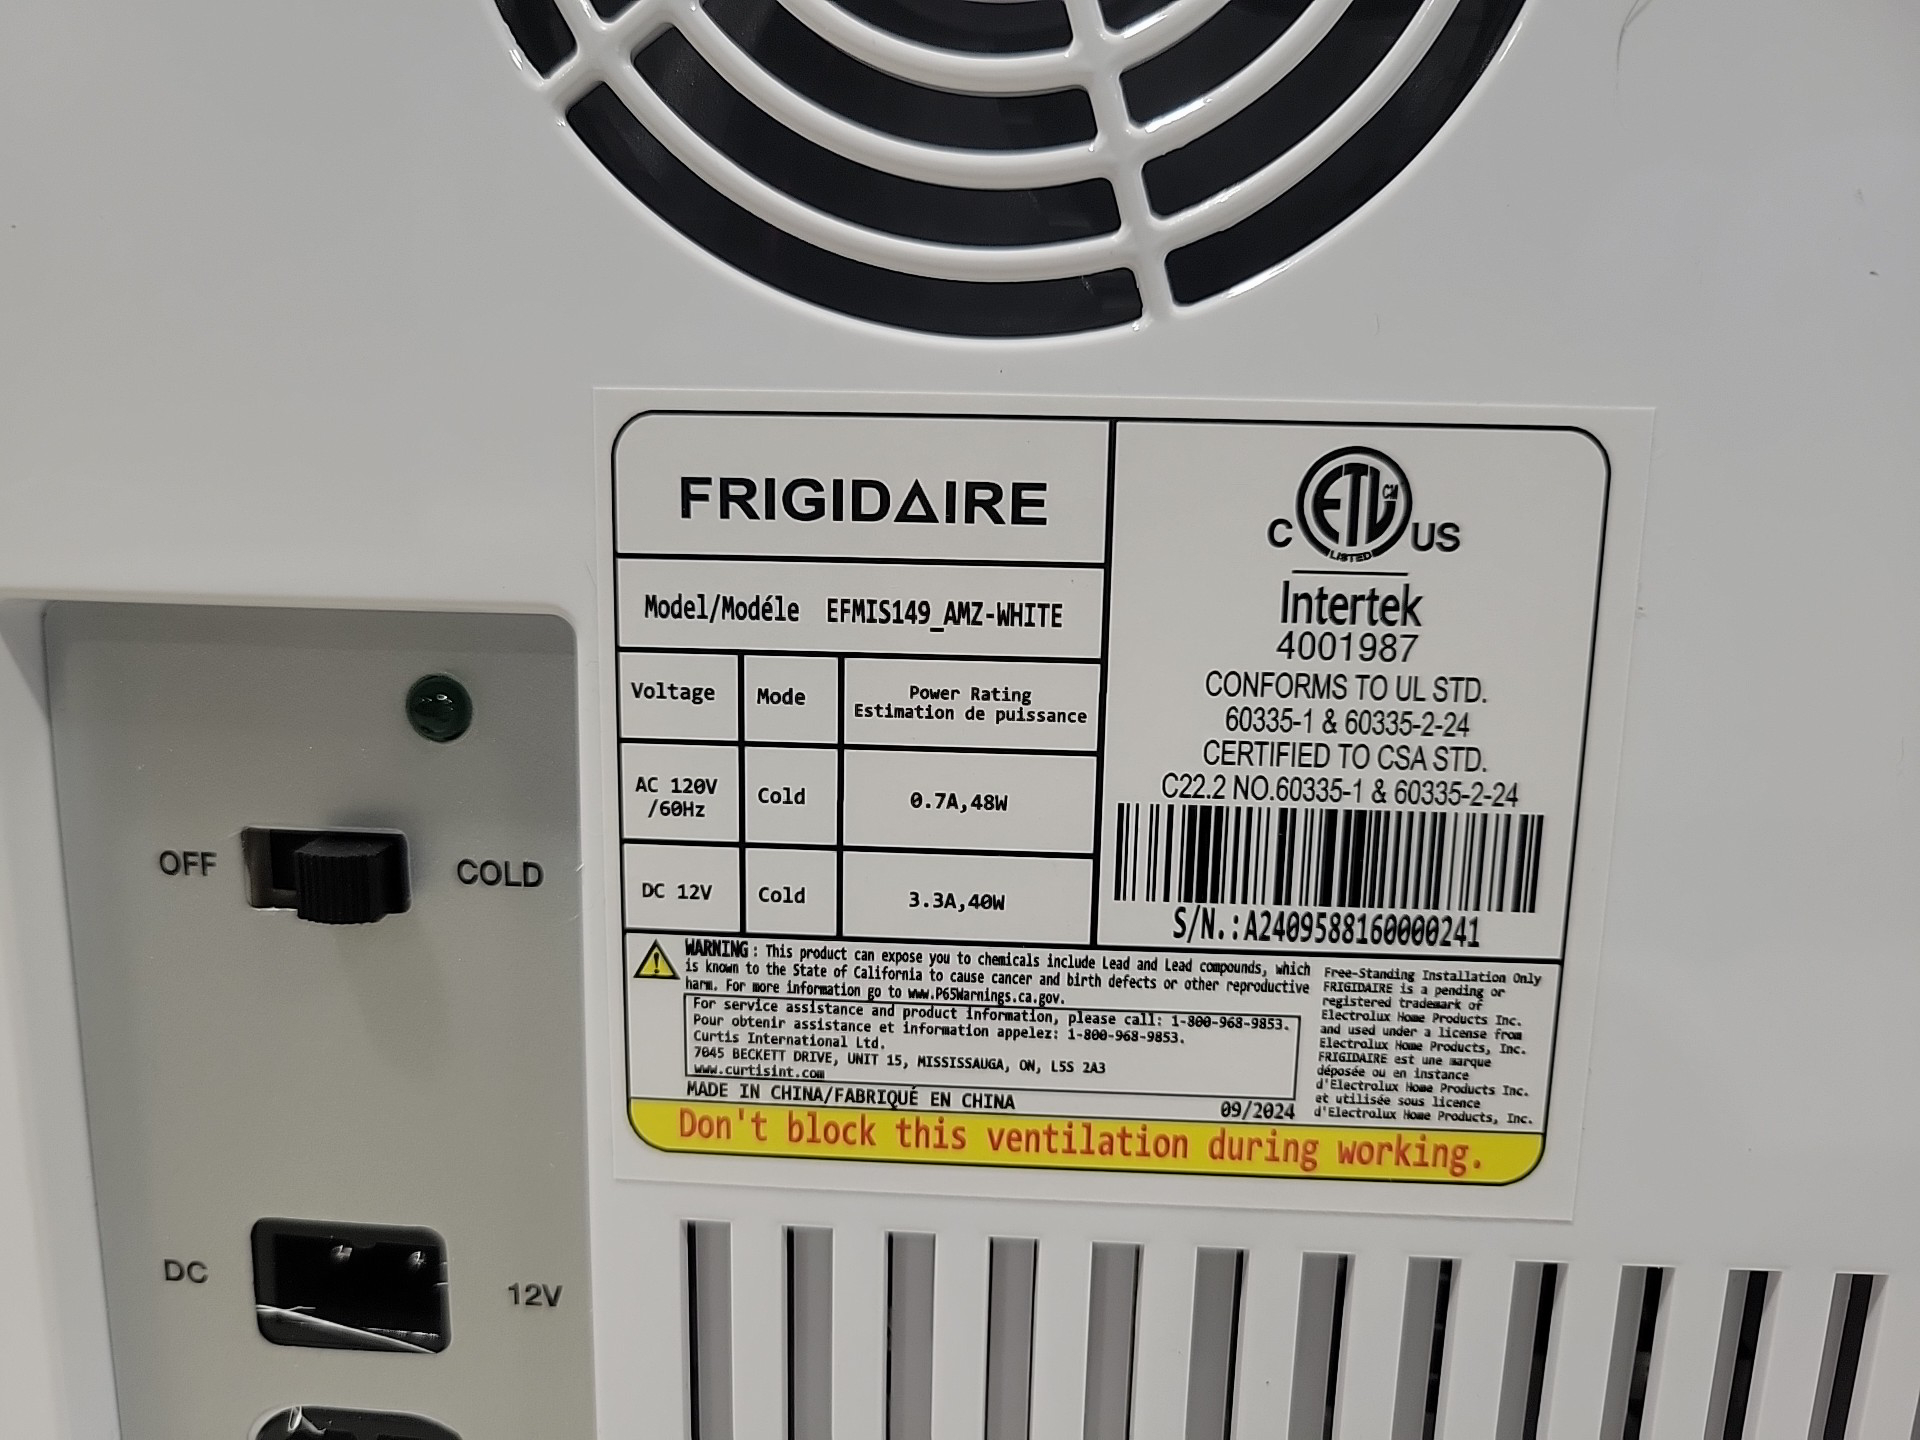 FRIGIDAIRE
Model/Modéle EFMIS149_AMZ-WHITE
Voltage Mode Power Rating
Estimation de puissance
AC 120V
/60Hz
Cold 0.7A,48W
DC 12V Cold 3.3A,40W
C ETL CM US
LISTED
Intertek
4001987
CONFORMS TO UL STD.
60335-1 & 60335-2-24
CERTIFIED TO CSA STD.
C22.2 NO.60335-1 & 60335-2-24
S/N.:A2409588160000241
WARNING : This product can expose you to chemicals include Lead and Lead compounds, which
is known to the State of California to cause cancer and birth defects or other reproductive
harm. For more information go to www.P65Warnings.ca.gov.
For service assistance and product information, please call: 1-800-968-9853.
Pour obtenir assistance et information appelez: 1-800-968-9853.
Curtis International Ltd.
7045 BECKETT DRIVE, UNIT 15, MISSISSAUGA, ON, L5S 2A3
www.curtisint.com
MADE IN CHINA/FABRIQUÉ EN CHINA
09/2024
Free-Standing Installation Only
FRIGIDAIRE is a pending or
registered trademark of
Electrolux Home Products Inc.
and used under a license from
Electrolux Home Products, Inc.
FRIGIDAIRE est une marque
déposée ou en instance
d'Electrolux Home Products Inc.
et utilisée sous licence
d'Electrolux Home Products, Inc.
Don't block this ventilation during working.
OFF COLD
DC 12V